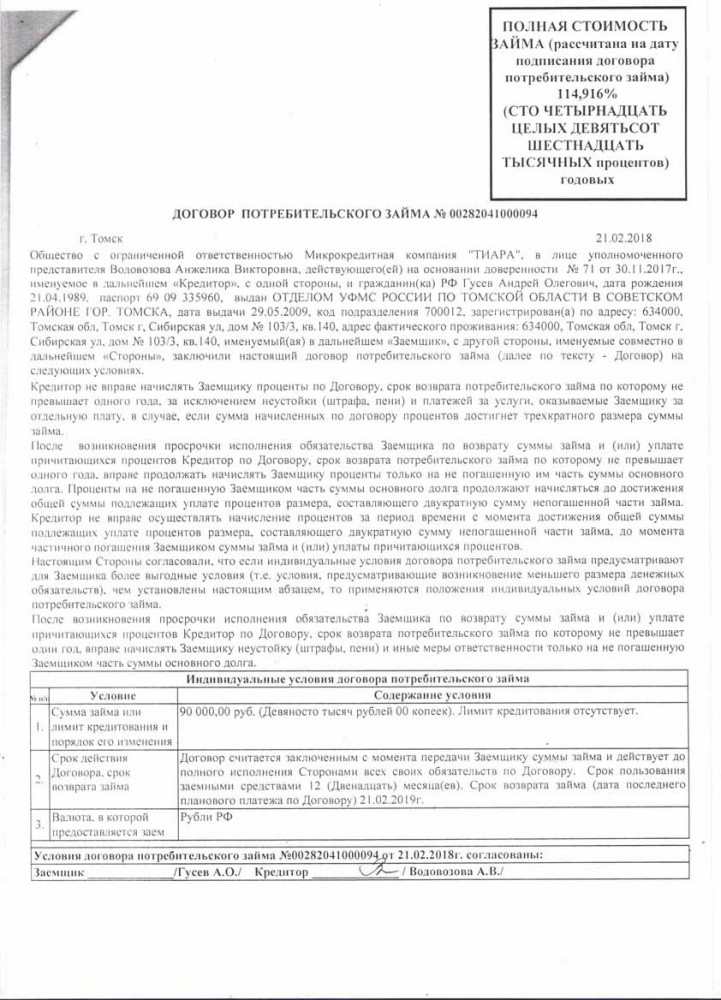 ПОЛНАЯ СТОИМОСТЬ
ЗАЙМА (рассчитана на дату
подписания договора
потребительского займа)
114,916%
(СТО ЧЕТЫРНАДЦАТЬ
ЦЕЛЫХ ДЕВЯТЬСОТ
ШЕСТНАДЦАТЬ
ТЫСЯЧНЫХ процентов)
годовых
ДОГОВОР ПОТРЕБИТЕЛЬСКОГО ЗАЙМА № 00282041000094
г. Томск 21.02.2018
Общество с ограниченной ответственностью Микрокредитная компания "ТИАРА", в лице уполномоченного
представителя Водовозова Анжелика Викторовна, действующего(ей) на основании доверенности № 71 от 30.11.2017г.,
именуемое в дальнейшем «Кредитор», с одной стороны, и гражданин(ка) РФ Гусев Андрей Олегович, дата рождения
21.04.1989. паспорт 69 09 335960, выдан ОТДЕЛОМ УФМС РОССИИ ПО ТОМСКОЙ ОБЛАСТИ В СОВЕТСКОМ
РАЙОНЕ ГОР. ТОМСКА, дата выдачи 29.05.2009, код подразделения 700012, зарегистрирован(а) по адресу: 634000,
Томская обл, Томск г, Сибирская ул, дом № 103/3, кв.140, адрес фактического проживания: 634000, Томская обл, Томск г,
Сибирская ул, дом № 103/3, кв.140, именуемый(ая) в дальнейшем «Заемщик», с другой стороны, именуемые совместно в
дальнейшем «Стороны», заключили настоящий договор потребительского займа (далее по тексту - Договор) на
следующих условиях.
Кредитор не вправе начислять Заемщику проценты по Договору, срок возврата потребительского займа по которому не
превышает одного года, за исключением неустойки (штрафа, пени) и платежей за услуги, оказываемые Заемщику за
отдельную плату, в случае, если сумма начисленных по договору процентов достигнет трехкратного размера суммы
займа.
После возникновения просрочки исполнения обязательства Заемщика по возврату суммы займа и (или) уплате
причитающихся процентов Кредитор по Договору, срок возврата потребительского займа по которому не превышает
одного года, вправе продолжать начислять Заемщику проценты только на не погашенную им часть суммы основного
долга. Проценты на не погашенную Заемщиком часть суммы основного долга продолжают начисляться до достижения
общей суммы подлежащих уплате процентов размера, составляющего двукратную сумму непогашенной части займа.
Кредитор не вправе осуществлять начисление процентов за период времени с момента достижения общей суммы
подлежащих уплате процентов размера, составляющего двукратную сумму непогашенной части займа, до момента
частичного погашения Заемщиком суммы займа и (или) уплаты причитающихся процентов.
Настоящим Стороны согласовали, что если индивидуальные условия договора потребительского займа предусматривают
для Заемщика более выгодные условия (т.е. условия, предусматривающие возникновение меньшего размера денежных
обязательств), чем установлены настоящим абзацем, то применяются положения индивидуальных условий договора
потребительского займа.
После возникновения просрочки исполнения обязательства Заемщика по возврату суммы займа и (или) уплате
причитающихся процентов Кредитор по Договору, срок возврата потребительского займа по которому не превышает
один год, вправе начислять Заемщику неустойку (штрафы, пени) и иные меры ответственности только на не погашенную
Заемщиком часть суммы основного долга.
Индивидуальные условия договора потребительского займа
№ п/п Условие Содержание условия
1. Сумма займа или
лимит кредитования и
порядок его изменения
90 000,00 руб. (Девяносто тысяч рублей 00 копеек). Лимит кредитования отсутствует.
2. Срок действия
Договора, срок
возврата займа
Договор считается заключенным с момента передачи Заемщику суммы займа и действует до
полного исполнения Сторонами всех своих обязательств по Договору. Срок пользования
заемными средствами 12 (Двенадцать) месяца(ев). Срок возврата займа (дата последнего
планового платежа по Договору) 21.02.2019г.
3. Валюта, в которой
предоставляется заем
Рубли РФ
Условия договора потребительского займа №00282041000094 от 21.02.2018г. согласованы:
Заемщик ____________/Гусев А.О./ Кредитор ____________ / Водовозова А.В./